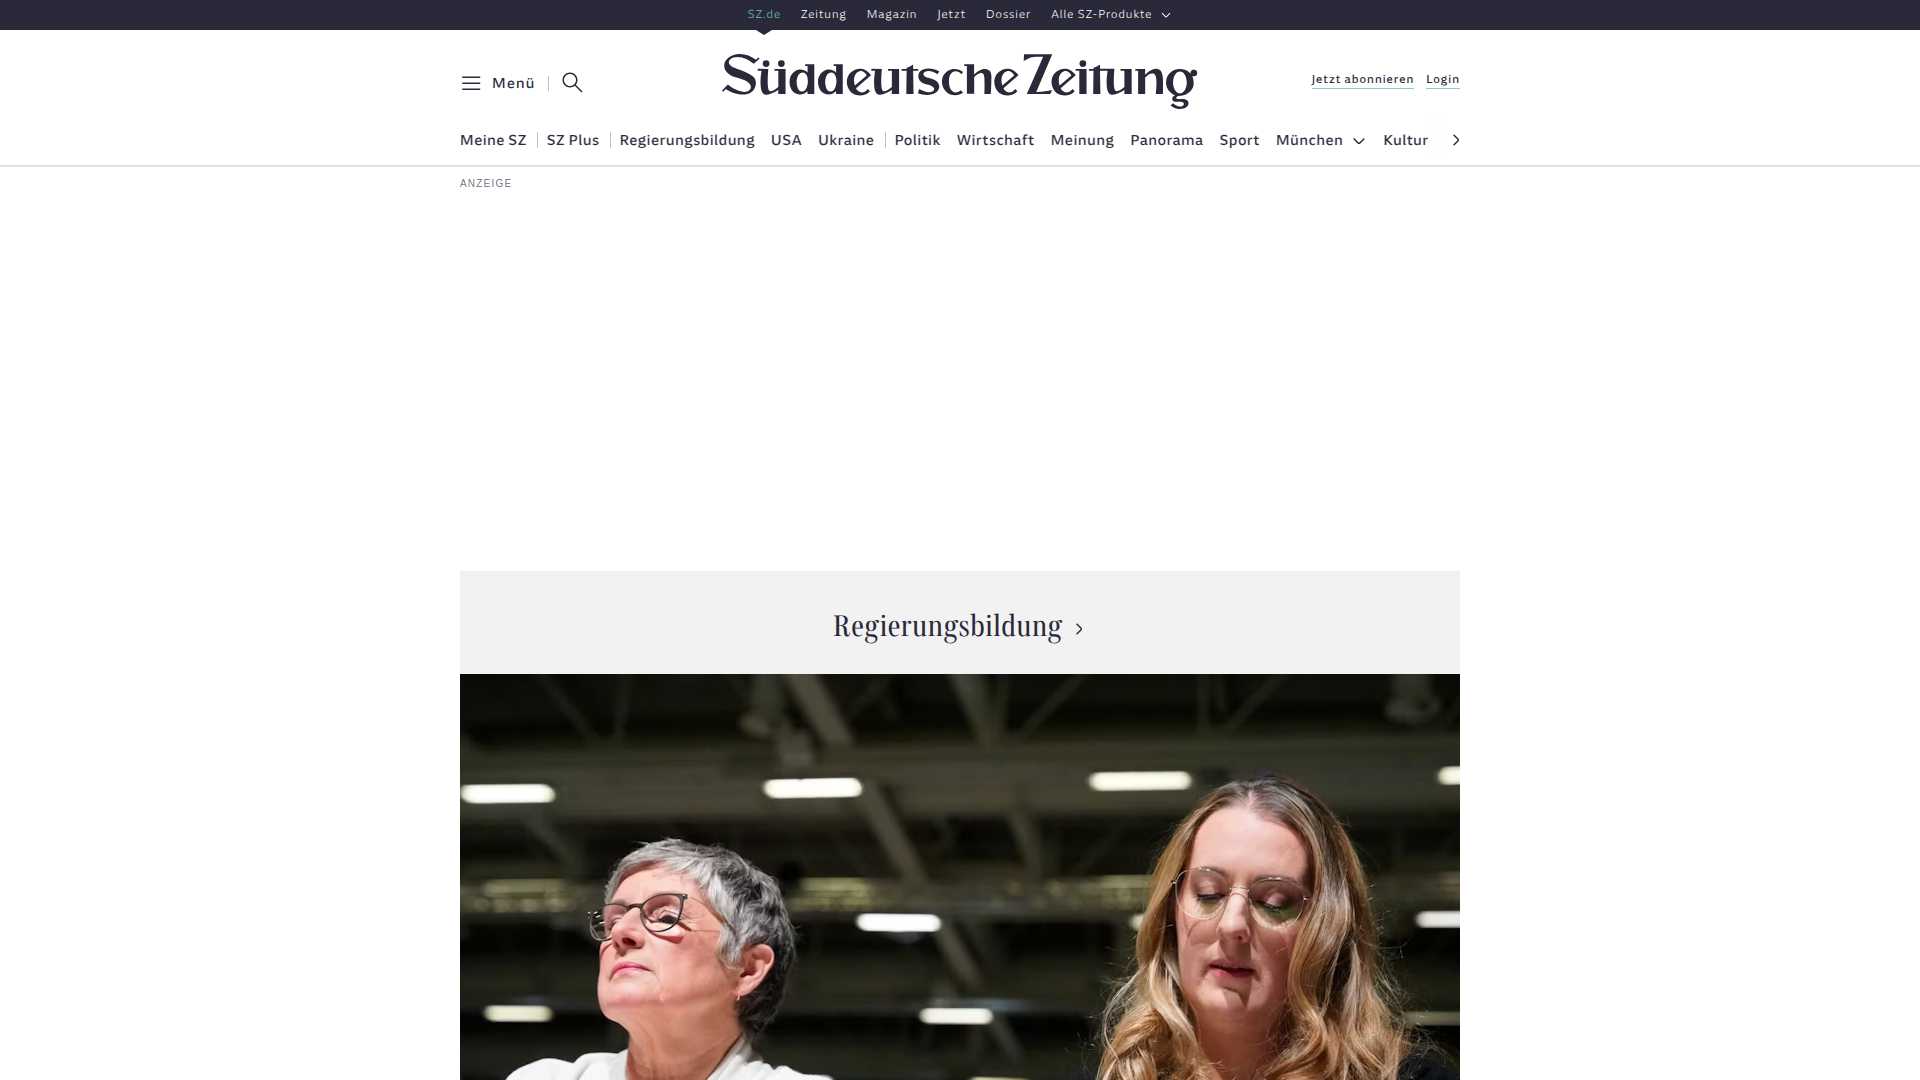 SZ.de Zeitung Magazin Jetzt Dossier Alle SZ-Produkte
Menü
Süddeutsche Zeitung
Jetzt abonnieren Login
Meine SZ SZ Plus Regierungsbildung USA Ukraine Politik Wirtschaft Meinung Panorama Sport München Kultur
ANZEIGE
Regierungsbildung